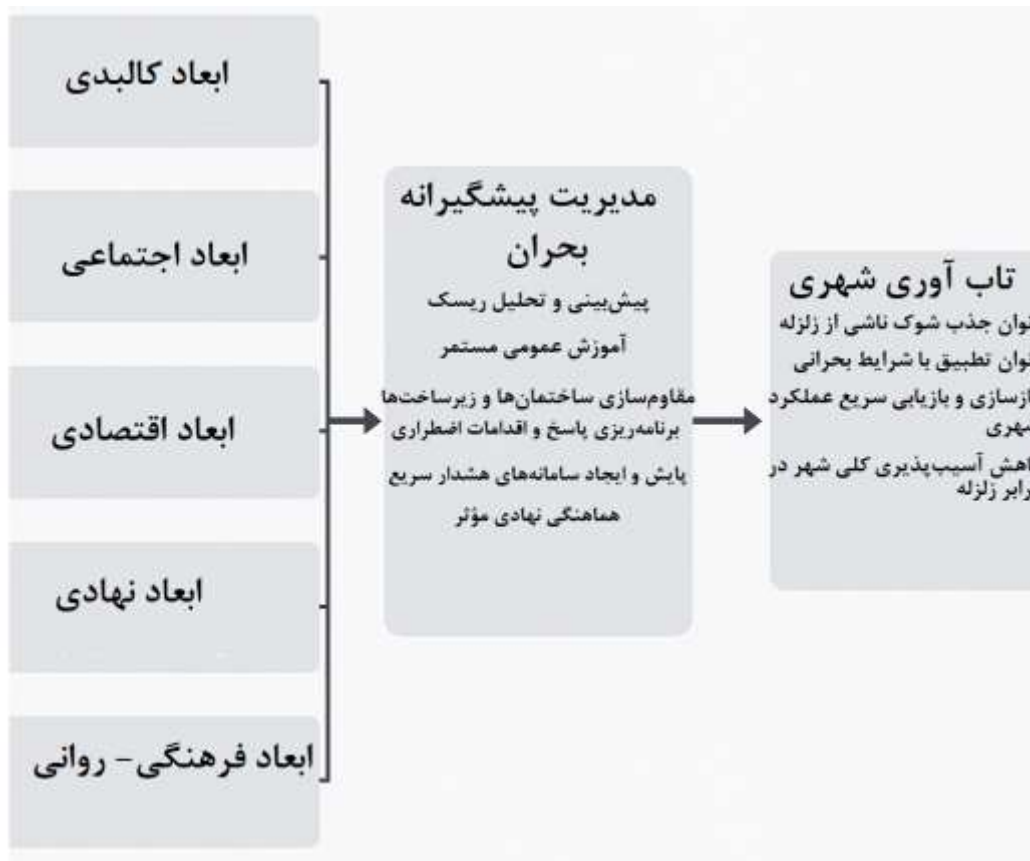 ابعاد کالبدی
ابعاد اجتماعی
ابعاد اقتصادی
ابعاد نهادی
ابعاد فرهنگی- روانی
مدیریت پیشگیرانه
بحران
پیش‌بینی و تحلیل ریسک
آموزش عمومی مستمر
مقاوم‌سازی ساختمان‌ها و زیرساخت‌ها
برنامه‌ریزی پاسخ و اقدامات اضطراری
پایش و ایجاد سامانه‌های هشدار سریع
هماهنگی نهادی مؤثر
تاب آوری شهری
جذب شوک ناشی از زلزله
تطبیق با شرایط بحرانی
و بازیابی سریع عملکرد
آسیب‌پذیری کلی شهر در
زلزله